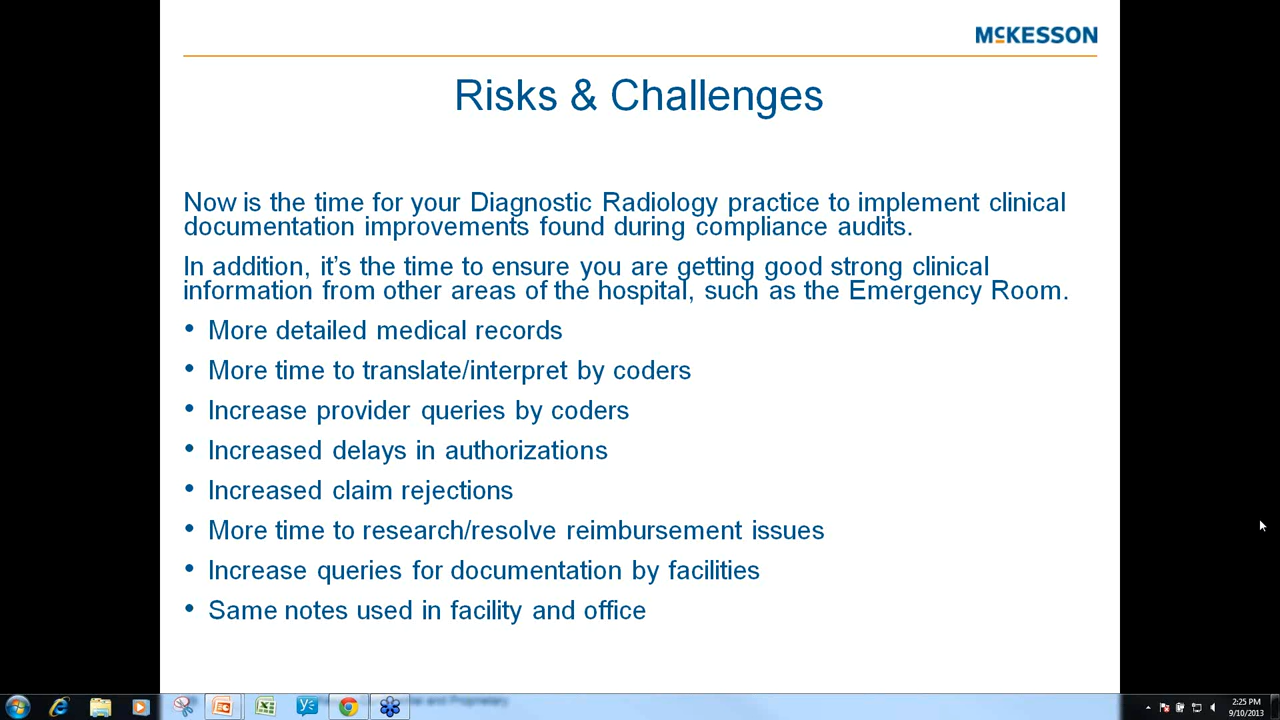 McKESSON
Risks & Challenges
Now is the time for your Diagnostic Radiology practice to implement clinical
documentation improvements found during compliance audits.
In addition, it's the time to ensure you are getting good strong clinical
information from other areas of the hospital, such as the Emergency Room.
• More detailed medical records
• More time to translate/interpret by coders
• Increase provider queries by coders
• Increased delays in authorizations
• Increased claim rejections
• More time to research/resolve reimbursement issues
• Increase queries for documentation by facilities
• Same notes used in facility and office
and Proprietary
2:25 PM
9/10/2013